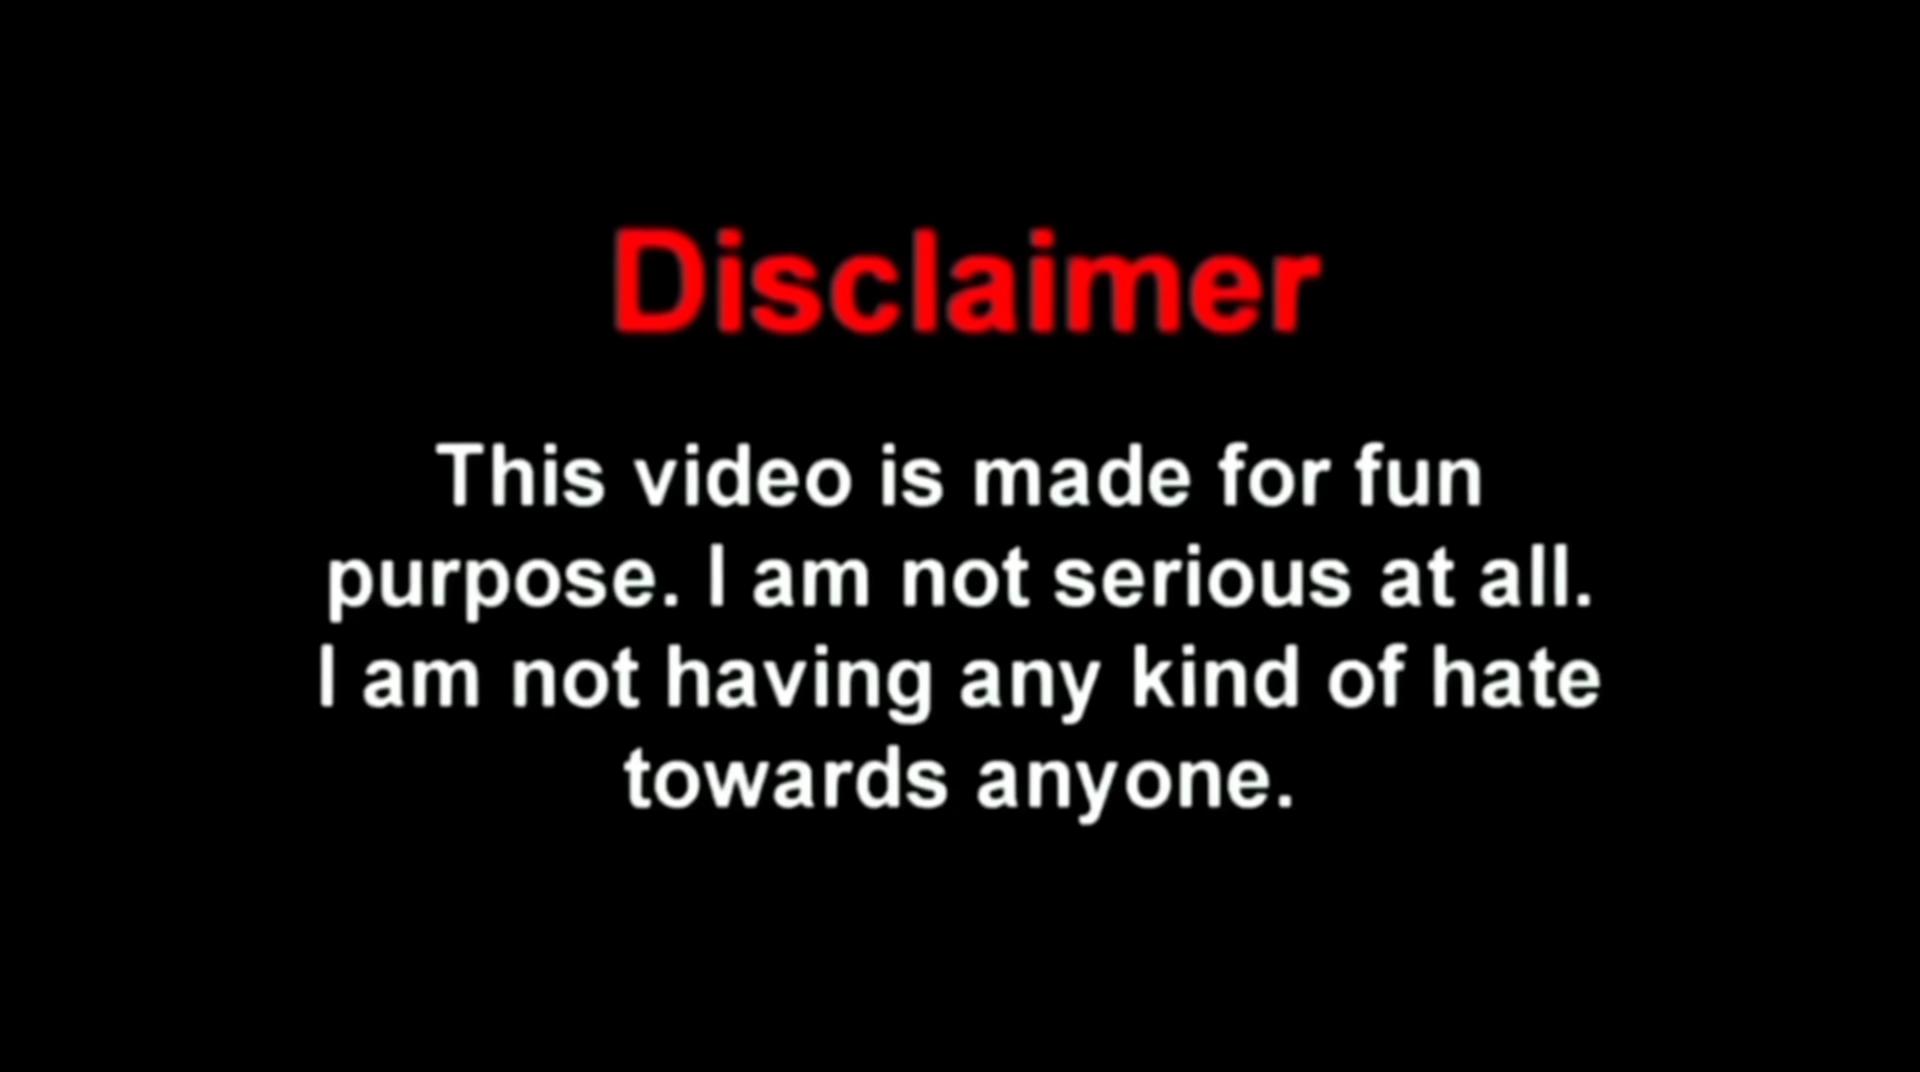 Disclaimer
This video is made for fun
purpose. I am not serious at all.
I am not having any kind of hate
towards anyone.